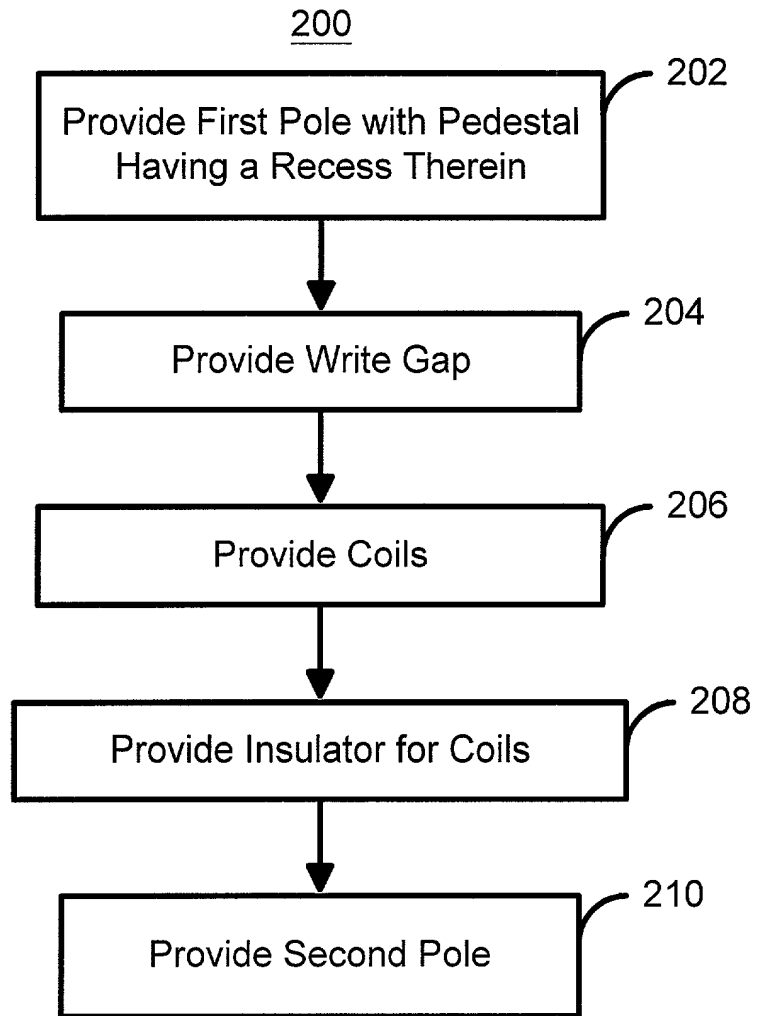 200
202
Provide First Pole with Pedestal
Having a Recess Therein
204
Provide Write Gap
206
Provide Coils
208
Provide Insulator for Coils
210
Provide Second Pole